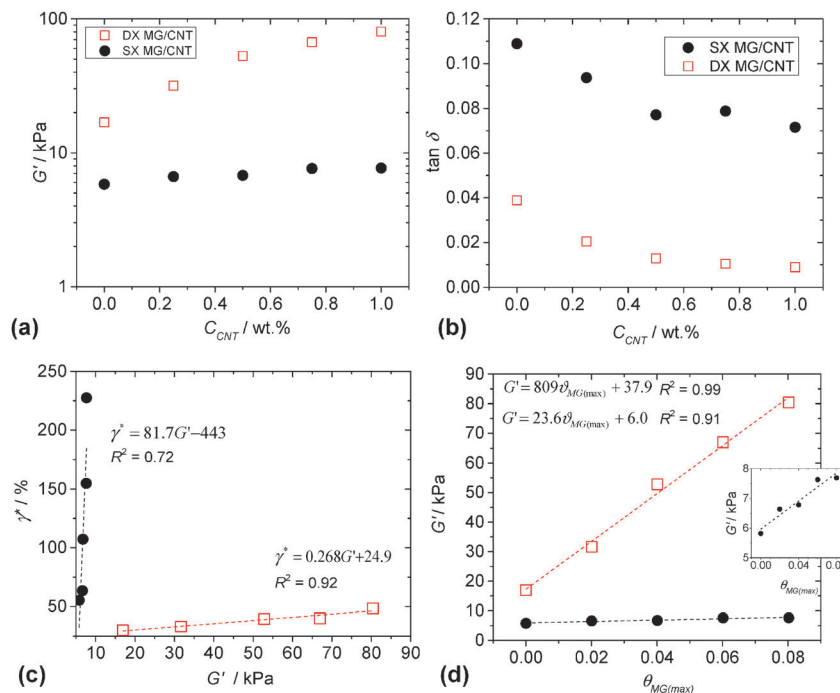 100
10
1
G' / kPa
DX MG/CNT
SX MG/CNT
0.0 0.2 0.4 0.6 0.8 1.0
C_CNT / wt.%
(a)
0.12
0.10
0.08
0.06
0.04
0.02
0.00
tan δ
SX MG/CNT
DX MG/CNT
0.0 0.2 0.4 0.6 0.8 1.0
C_CNT / wt.%
(b)
250
225
200
175
150
125
100
75
50
γ* / %
γ* = 81.7G'−443
R² = 0.72
γ* = 0.268G'+24.9
R² = 0.92
10 20 30 40 50 60 70 80 90
G' / kPa
(c)
90
80
70
60
50
40
30
20
10
0
G' / kPa
G' = 809ϑ_MG(max) + 37.9 R² = 0.99
G' = 23.6ϑ_MG(max) + 6.0 R² = 0.91
8
7
6
5
G' / kPa
0.00 0.04 0.08
θ_MG(max)
0.00 0.02 0.04 0.06 0.08
θ_MG(max)
(d)